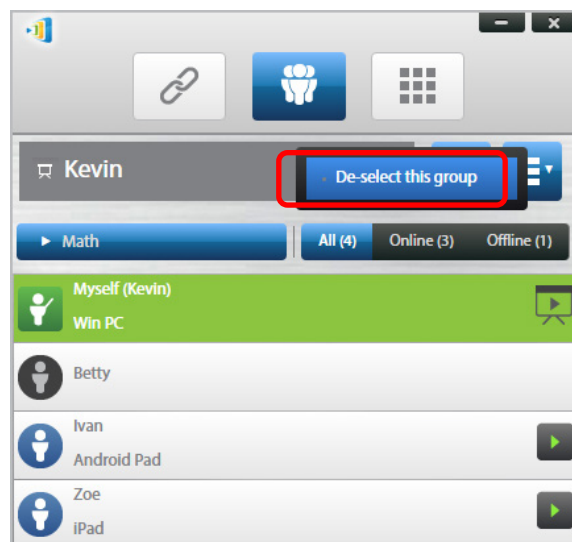 Kevin
De-select this group
Math
All (4) Online (3) Offline (1)
Myself (Kevin)
Win PC
Betty
Ivan
Android Pad
Zoe
iPad